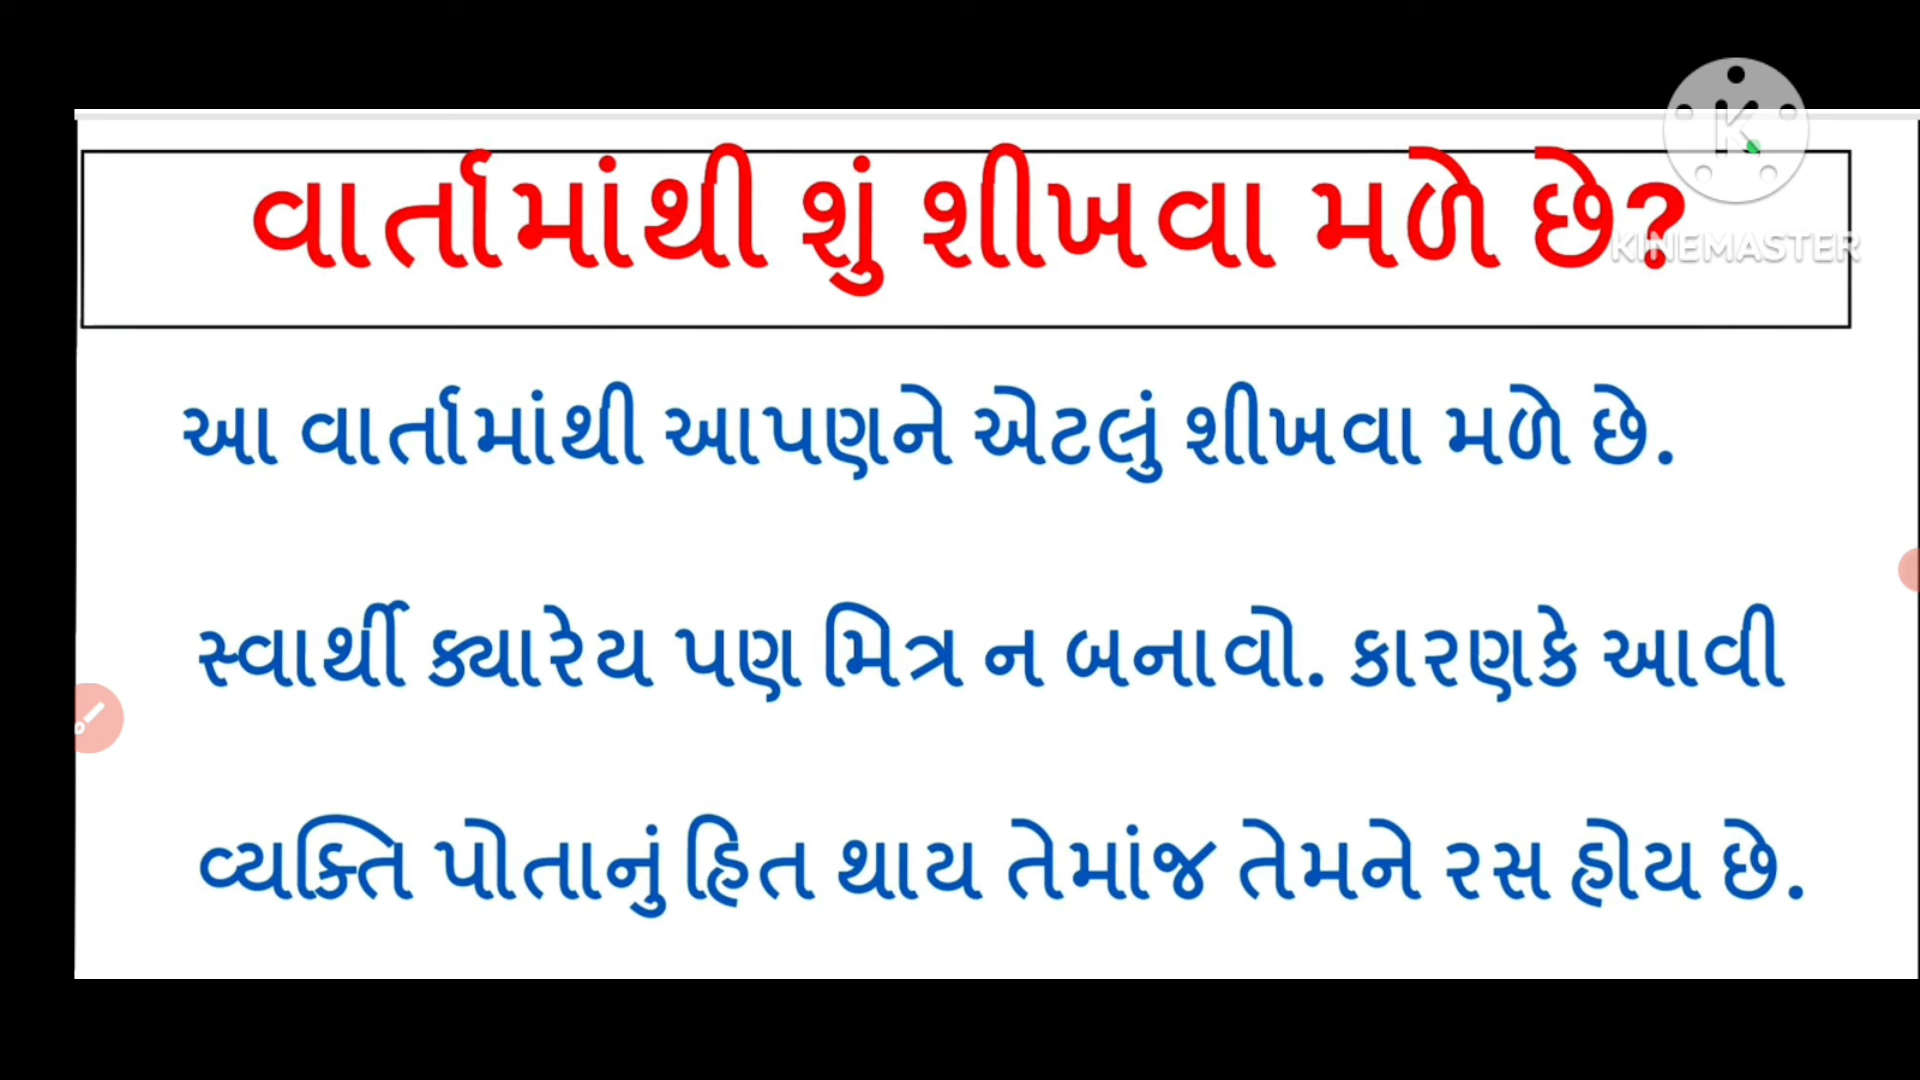 વાર્તામાંથી શું શીખવા મળે છે?
KINEMASTER
આ વાર્તામાંથી આપણને એટલું શીખવા મળે છે.
સ્વાર્થી ક્યારેય પણ મિત્ર ન બનાવો. કારણકે આવી
વ્યક્તિ પોતાનું હિત થાય તેમાંજ તેમને રસ હોય છે.